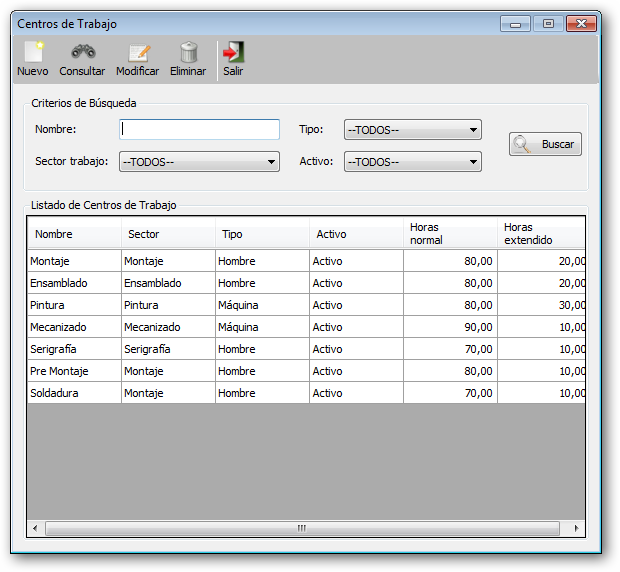 Centros de Trabajo
Nuevo Consultar Modificar Eliminar Salir
Criterios de Búsqueda
Nombre: Tipo: --TODOS--
Buscar
Sector trabajo: --TODOS-- Activo: --TODOS--
Listado de Centros de Trabajo
Nombre Sector Tipo Activo Horas normal Horas extendido
Montaje Montaje Hombre Activo 80,00 20,00
Ensamblado Ensamblado Hombre Activo 80,00 20,00
Pintura Pintura Máquina Activo 80,00 30,00
Mecanizado Mecanizado Máquina Activo 90,00 10,00
Serigrafía Serigrafía Hombre Activo 70,00 10,00
Pre Montaje Montaje Hombre Activo 80,00 10,00
Soldadura Montaje Hombre Activo 70,00 10,00